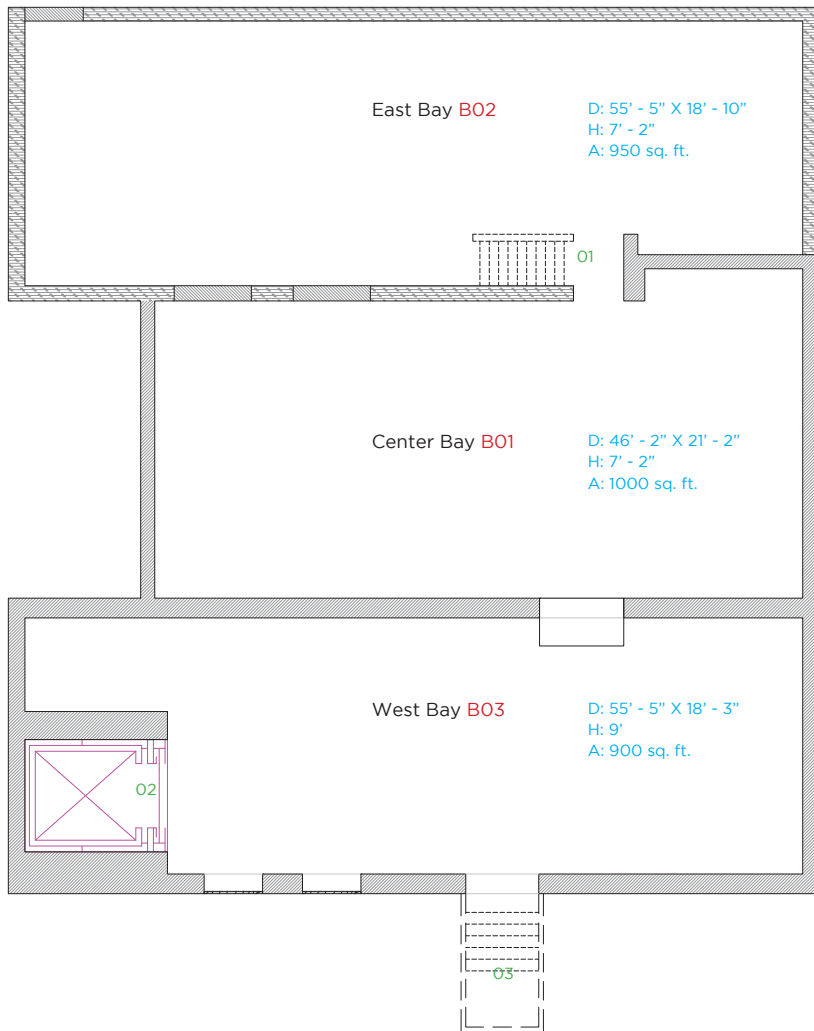 East Bay B02
D: 55’ - 5” X 18’ - 10”
H: 7’ - 2”
A: 950 sq. ft.
01
Center Bay B01
D: 46’ - 2” X 21’ - 2”
H: 7’ - 2”
A: 1000 sq. ft.
West Bay B03
D: 55’ - 5” X 18’ - 3”
H: 9’
A: 900 sq. ft.
02
03